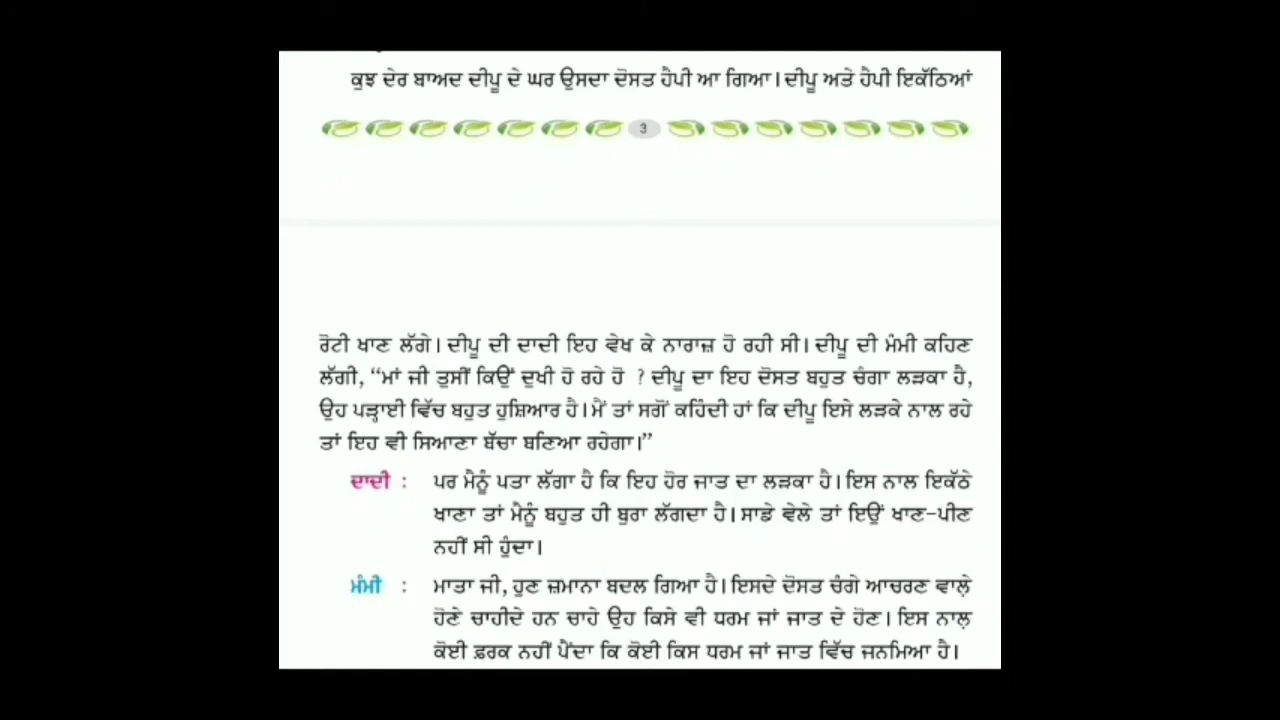 ਕੁਝ ਦੇਰ ਬਾਅਦ ਦੀਪੂ ਦੇ ਘਰ ਉਸਦਾ ਦੋਸਤ ਹੈਪੀ ਆ ਗਿਆ। ਦੀਪੂ ਅਤੇ ਹੈਪੀ ਇਕੱਠਿਆਂ
3
ਰੋਟੀ ਖਾਣ ਲੱਗੇ। ਦੀਪੂ ਦੀ ਦਾਦੀ ਇਹ ਵੇਖ ਕੇ ਨਾਰਾਜ਼ ਹੋ ਰਹੀ ਸੀ। ਦੀਪੂ ਦੀ ਮੰਮੀ ਕਹਿਣ
ਲੱਗੀ, “ਮਾਂ ਜੀ ਤੁਸੀਂ ਕਿਉਂ ਦੁਖੀ ਹੋ ਰਹੇ ਹੋ ? ਦੀਪੂ ਦਾ ਇਹ ਦੋਸਤ ਬਹੁਤ ਚੰਗਾ ਲੜਕਾ ਹੈ,
ਉਹ ਪੜ੍ਹਾਈ ਵਿੱਚ ਬਹੁਤ ਹੁਸ਼ਿਆਰ ਹੈ। ਮੈਂ ਤਾਂ ਸਗੋਂ ਕਹਿੰਦੀ ਹਾਂ ਕਿ ਦੀਪੂ ਇਸੇ ਲੜਕੇ ਨਾਲ ਰਹੇ
ਤਾਂ ਇਹ ਵੀ ਸਿਆਣਾ ਬੱਚਾ ਬਣਿਆ ਰਹੇਗਾ।”
ਦਾਦੀ : ਪਰ ਮੈਨੂੰ ਪਤਾ ਲੱਗਾ ਹੈ ਕਿ ਇਹ ਹੋਰ ਜਾਤ ਦਾ ਲੜਕਾ ਹੈ। ਇਸ ਨਾਲ ਇਕੱਠੇ
ਖਾਣਾ ਤਾਂ ਮੈਨੂੰ ਬਹੁਤ ਹੀ ਬੁਰਾ ਲੱਗਦਾ ਹੈ। ਸਾਡੇ ਵੇਲੇ ਤਾਂ ਇਉਂ ਖਾਣ-ਪੀਣ
ਨਹੀਂ ਸੀ ਹੁੰਦਾ।
ਮੰਮੀ : ਮਾਤਾ ਜੀ, ਹੁਣ ਜ਼ਮਾਨਾ ਬਦਲ ਗਿਆ ਹੈ। ਇਸਦੇ ਦੋਸਤ ਚੰਗੇ ਆਚਰਣ ਵਾਲ਼ੇ
ਹੋਣੇ ਚਾਹੀਦੇ ਹਨ ਚਾਹੇ ਉਹ ਕਿਸੇ ਵੀ ਧਰਮ ਜਾਂ ਜਾਤ ਦੇ ਹੋਣ। ਇਸ ਨਾਲ਼
ਕੋਈ ਫ਼ਰਕ ਨਹੀਂ ਪੈਂਦਾ ਕਿ ਕੋਈ ਕਿਸ ਧਰਮ ਜਾਂ ਜਾਤ ਵਿੱਚ ਜਨਮਿਆ ਹੈ।